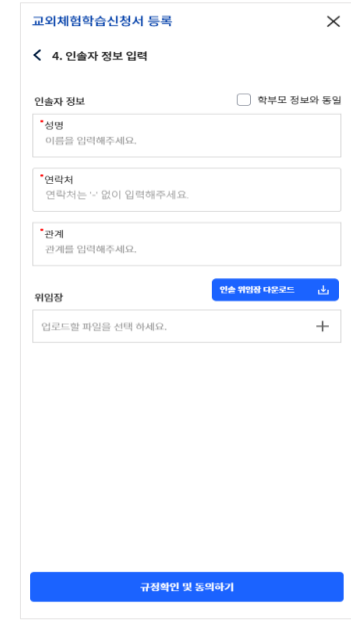 교외체험학습신청서 등록
4. 인솔자 정보 입력
인솔자 정보
학부모 정보와 동일
*성명
이름을 입력해주세요.
*연락처
연락처는 '-' 없이 입력해주세요.
*관계
관계를 입력해주세요.
위임장
인솔 위임장 다운로드
업로드할 파일을 선택 하세요.
규정확인 및 동의하기